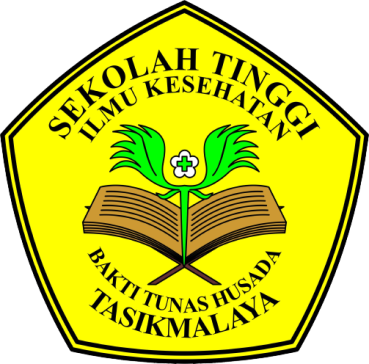 SEKOLAH TINGGI
ILMU KESEHATAN
BAKTI TUNAS HUSADA
TASIKMALAYA